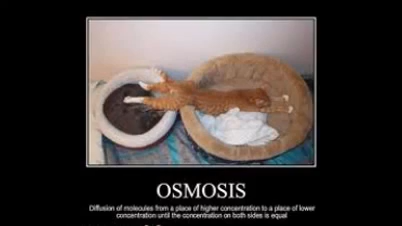 OSMOSIS
Diffusion of molecules from a place of higher concentration to a place of lower
concentration until the concentration on both sides is equal